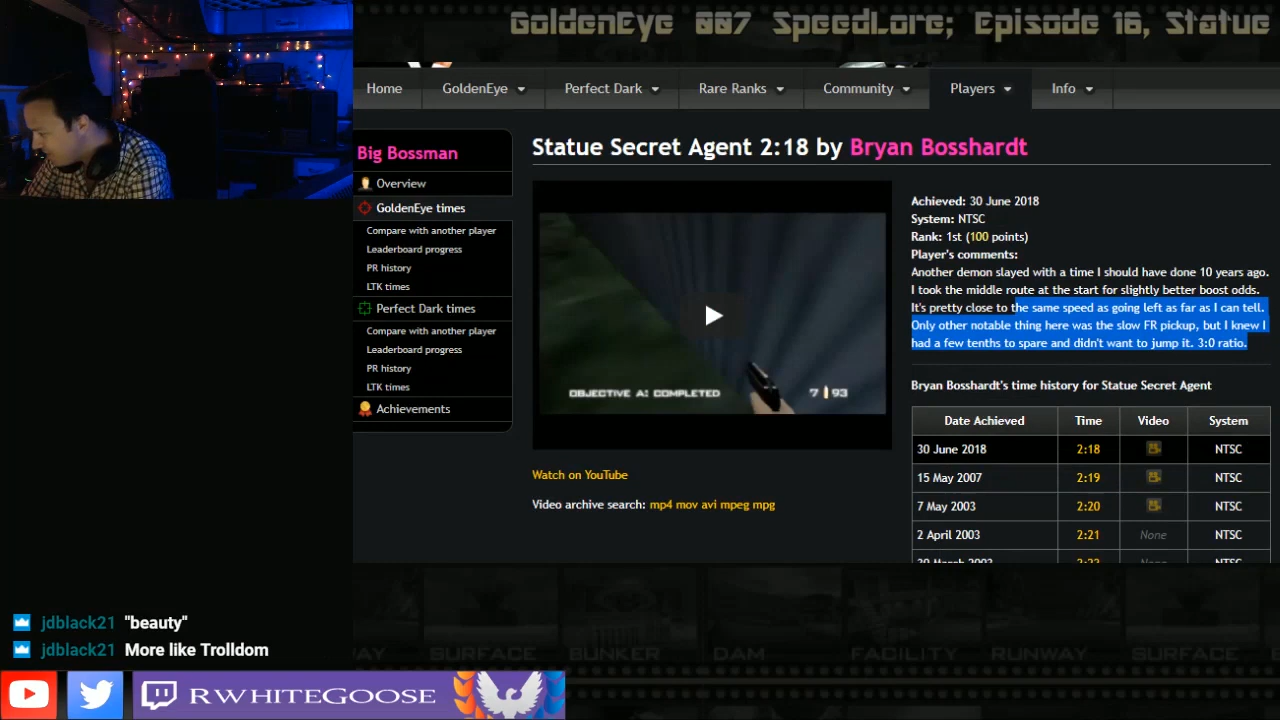 GoldenEye 007 SpeedLore; Episode 16, Statue
Home GoldenEye Perfect Dark Rare Ranks Community Players Info
Big Bossman
Overview
GoldenEye times
Compare with another player
Leaderboard progress
PR history
LTK times
Perfect Dark times
Compare with another player
Leaderboard progress
PR history
LTK times
Achievements
Statue Secret Agent 2:18 by Bryan Bosshardt
OBJECTIVE A: COMPLETED 7 93
Watch on YouTube
Video archive search: mp4 mov avi mpeg mpg
Achieved: 30 June 2018
System: NTSC
Rank: 1st (100 points)
Player's comments:
Another demon slayed with a time I should have done 10 years ago.
I took the middle route at the start for slightly better boost odds.
It's pretty close to the same speed as going left as far as I can tell.
Only other notable thing here was the slow FR pickup, but I knew I
had a few tenths to spare and didn't want to jump it. 3:0 ratio.
Bryan Bosshardt's time history for Statue Secret Agent
Date Achieved Time Video System
30 June 2018 2:18 NTSC
15 May 2007 2:19 NTSC
7 May 2003 2:20 NTSC
2 April 2003 2:21 None NTSC
SURFACE BUNKER DAM FACILITY RUNWAY SURFACE
jdblack21 "beauty"
jdblack21 More like Trolldom
RWHITEGOOSE